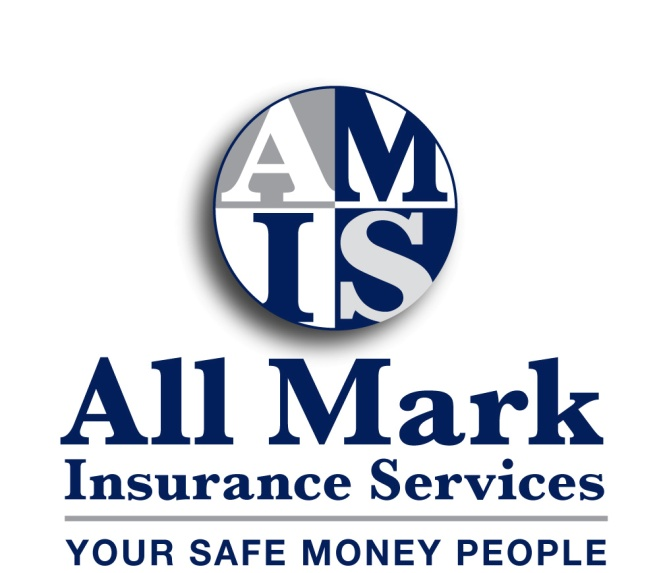 AM
IS
All Mark
Insurance Services
YOUR SAFE MONEY PEOPLE